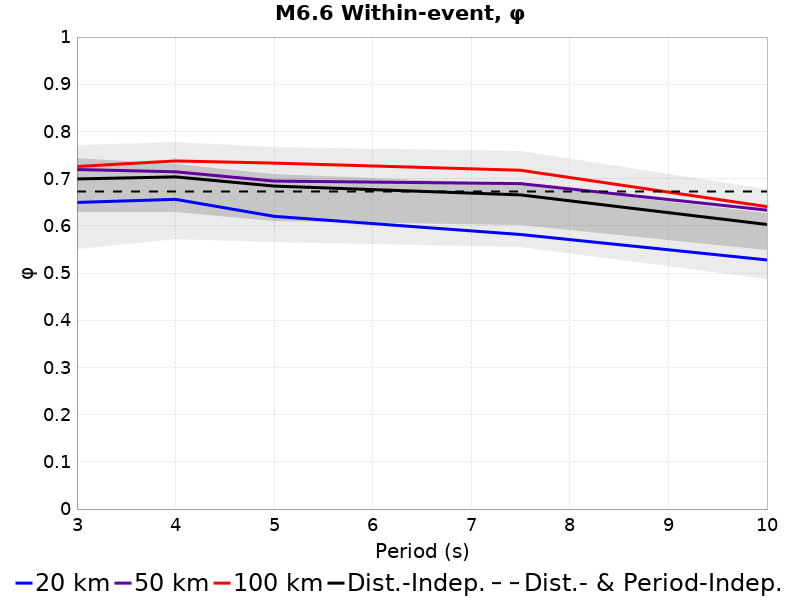 M6.6 Within-event, φ
1
0.9
0.8
0.7
0.6
0.5
0.4
0.3
0.2
0.1
0
φ
3 4 5 6 7 8 9 10
Period (s)
20 km 50 km 100 km Dist.-Indep. Dist.- & Period-Indep.